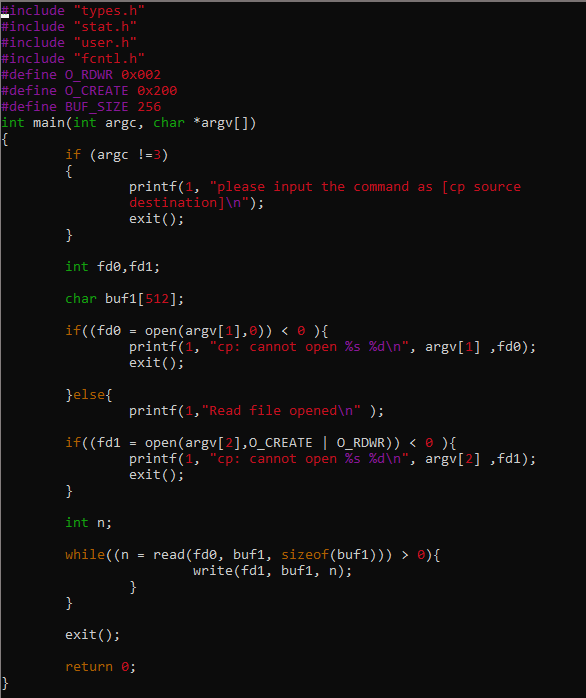 #include "types.h"
#include "stat.h"
#include "user.h"
#include "fcntl.h"
#define O_RDWR 0x002
#define O_CREATE 0x200
#define BUF_SIZE 256
int main(int argc, char *argv[])
{
        if (argc !=3)
        {
                printf(1, "please input the command as [cp source
                destination]\n");
                exit();
        }

        int fd0,fd1;

        char buf1[512];

        if((fd0 = open(argv[1],0)) < 0 ){
                printf(1, "cp: cannot open %s %d\n", argv[1] ,fd0);
                exit();

        }else{
                printf(1,"Read file opened\n" );

        if((fd1 = open(argv[2],O_CREATE | O_RDWR)) < 0 ){
                printf(1, "cp: cannot open %s %d\n", argv[2] ,fd1);
                exit();
        }

        int n;

        while((n = read(fd0, buf1, sizeof(buf1))) > 0){
                        write(fd1, buf1, n);
                }
        }

        exit();

        return 0;
}